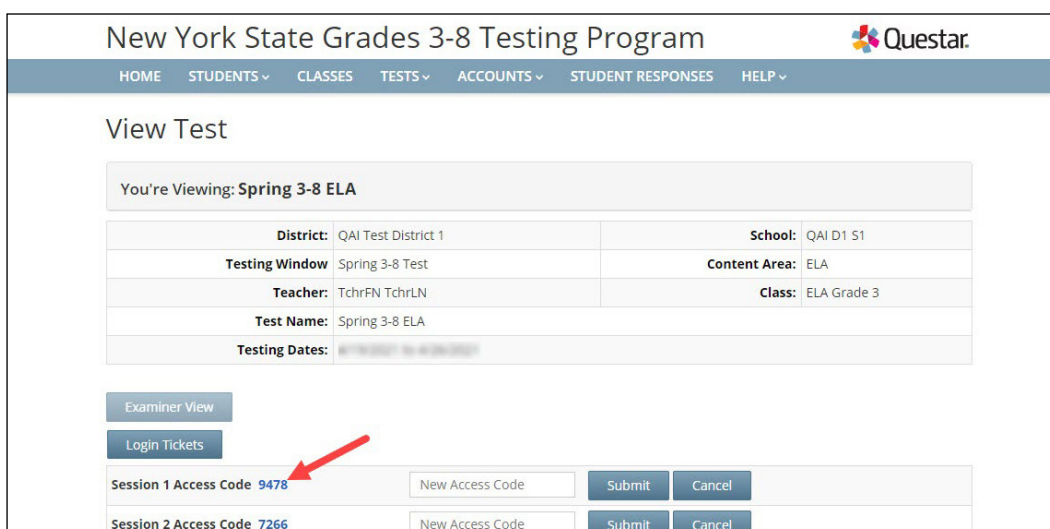 New York State Grades 3-8 Testing Program Questar.
HOME STUDENTS CLASSES TESTS ACCOUNTS STUDENT RESPONSES HELP
View Test
You're Viewing: Spring 3-8 ELA
District: QAI Test District 1 School: QAI D1 S1
Testing Window Spring 3-8 Test Content Area: ELA
Teacher: TchrFN TchrLN Class: ELA Grade 3
Test Name: Spring 3-8 ELA
Testing Dates:
Examiner View
Login Tickets
Session 1 Access Code 9478 New Access Code Submit Cancel
Session 2 Access Code 7266 New Access Code Submit Cancel